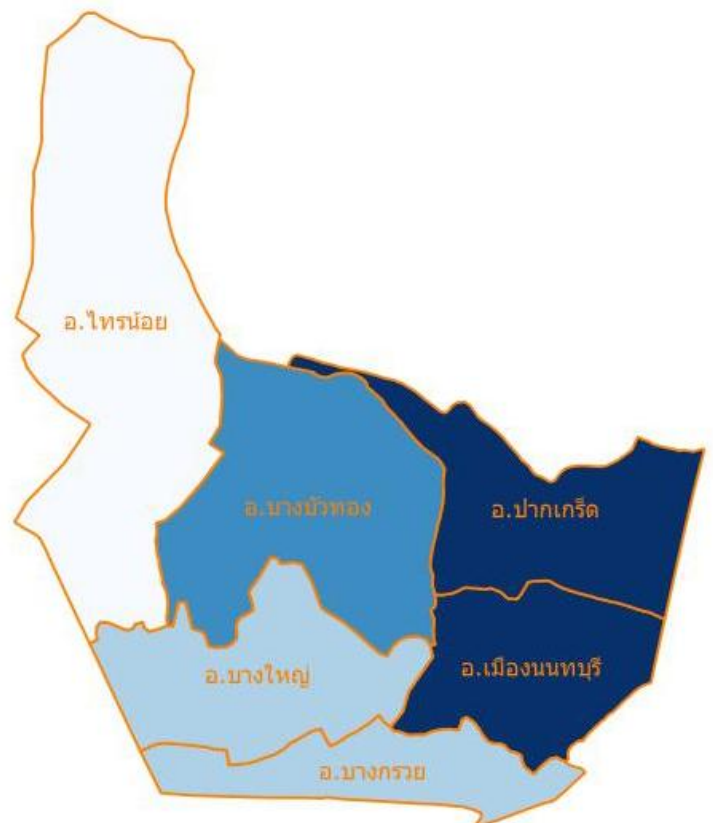 อ.ไทรน้อย
อ.บางบัวทอง
อ.ปากเกร็ด
อ.บางใหญ่
อ.เมืองนนทบุรี
อ.บางกรวย